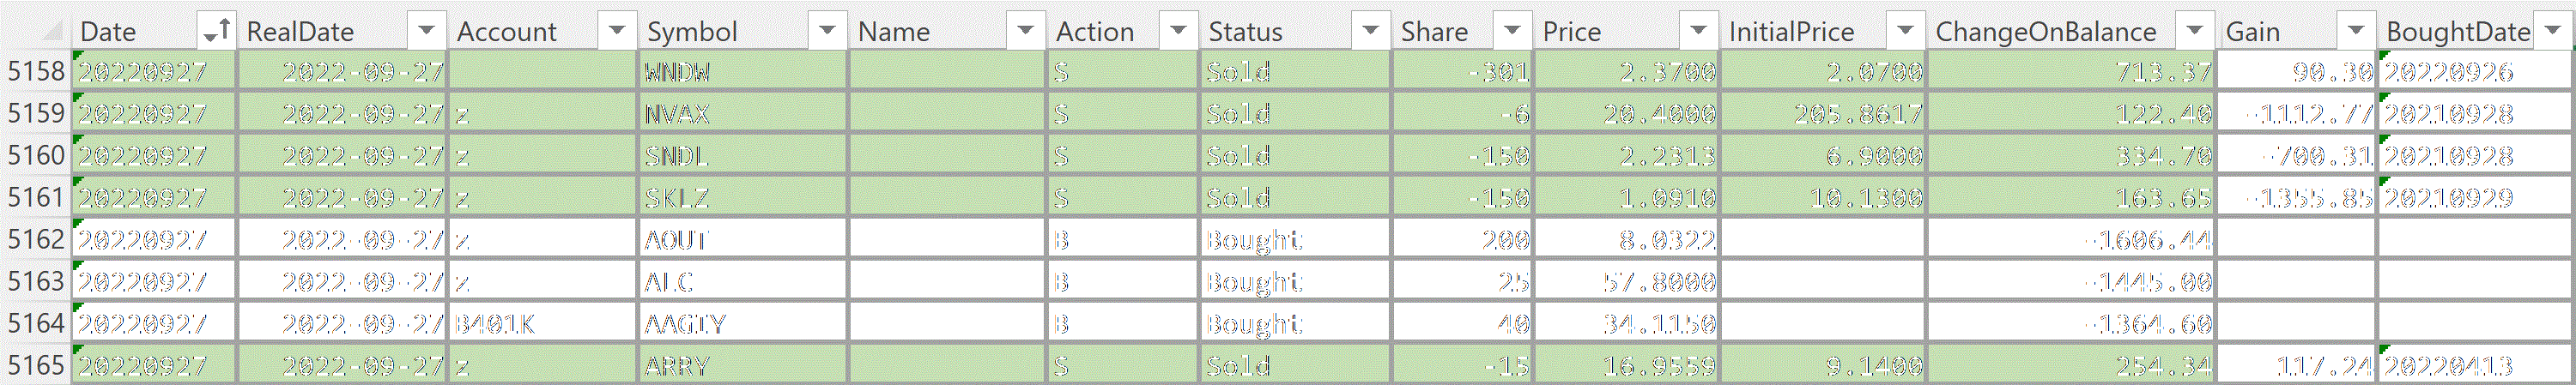 Date RealDate Account Symbol Name Action Status Share Price InitialPrice ChangeOnBalance Gain BoughtDate
5158 20220927 2022-09-27 WNDW S Sold -301 2.3700 2.0700 713.37 90.30 20220926
5159 20220927 2022-09-27 z NVAX S Sold -6 20.4000 205.8617 122.40 -1112.77 20210928
5160 20220927 2022-09-27 z SNDL S Sold -150 2.2313 6.9000 334.70 -700.31 20210928
5161 20220927 2022-09-27 z SKLZ S Sold -150 1.0910 10.1300 163.65 -1355.85 20210929
5162 20220927 2022-09-27 z AOUT B Bought 200 8.0322 -1606.44
5163 20220927 2022-09-27 z ALC B Bought 25 57.8000 -1445.00
5164 20220927 2022-09-27 B401K AAGIY B Bought 40 34.1150 -1364.60
5165 20220927 2022-09-27 z ARRY S Sold -15 16.9559 9.1400 254.34 117.24 20220413